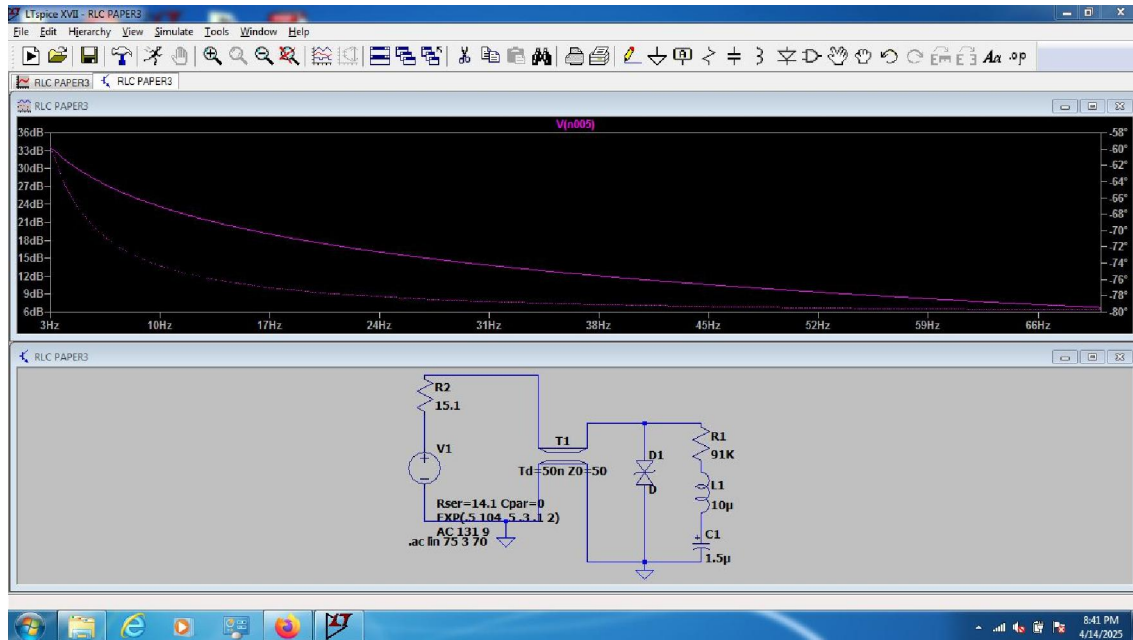 LTspice XVII - RLC PAPER3
File Edit Hierarchy View Simulate Tools Window Help
RLC PAPER3 RLC PAPER3
RLC PAPER3
V(n005)
36dB
33dB
30dB
27dB
24dB
21dB
18dB
15dB
12dB
9dB
6dB
-58°
-60°
-62°
-64°
-66°
-68°
-70°
-72°
-74°
-76°
-78°
-80°
3Hz 10Hz 17Hz 24Hz 31Hz 38Hz 45Hz 52Hz 59Hz 66Hz
RLC PAPER3
R2
15.1
V1
T1
Td=50n Z0=50
D1
D
R1
91K
L1
10µ
C1
1.5µ
Rser=14.1 Cpar=0
EXP(.5 104 .5 .3 .1 2)
AC 131 9
.ac lin 75 3 70
8:41 PM
4/14/2025